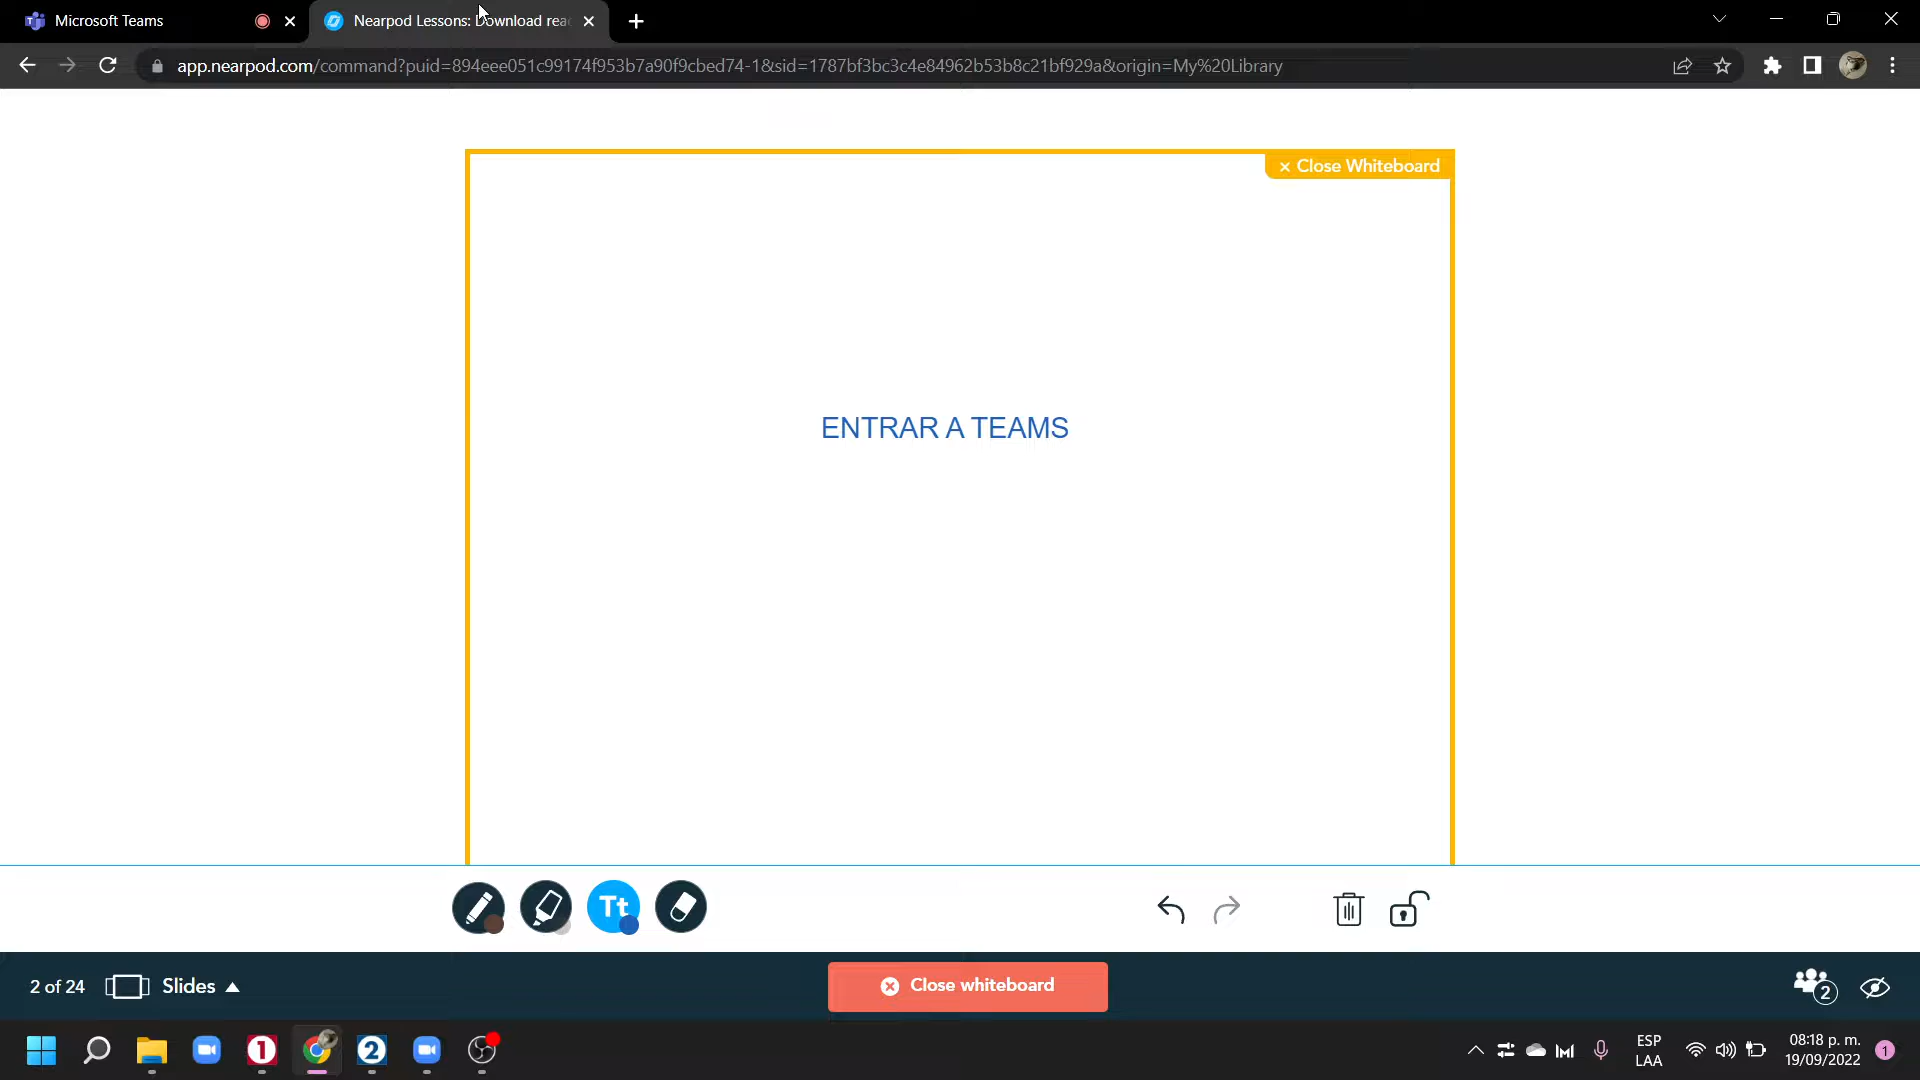 Microsoft Teams
Nearpod Lessons: Download rea
app.nearpod.com/command?puid=894eee051c99174f953b7a90f9cbed74-1&sid=1787bf3bc3c4e84962b53b8c21bf929a&origin=My%20Library
× Close Whiteboard
ENTRAR A TEAMS
Tt
2 of 24 Slides
Close whiteboard
2
1
2
ESP
LAA
08:18 p. m.
19/09/2022
1